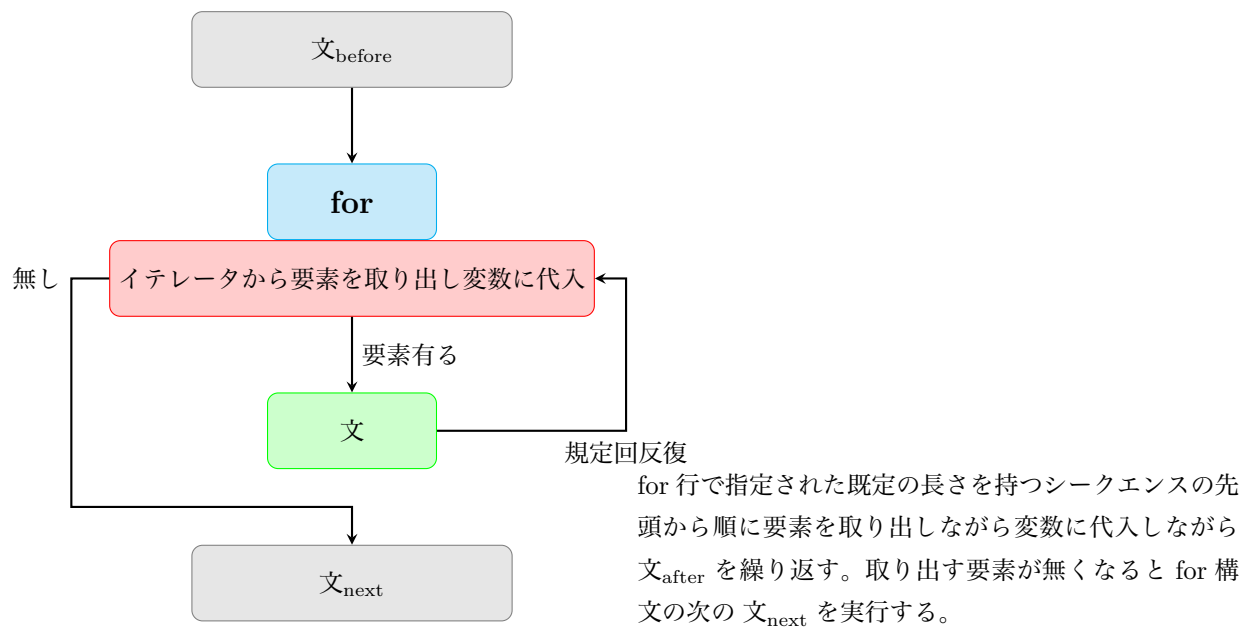 文before
for
無し
イテレータから要素を取り出し変数に代入
要素有る
文
規定回反復
for 行で指定された既定の長さを持つシークエンスの先
頭から順に要素を取り出しながら変数に代入しながら
文after を繰り返す。取り出す要素が無くなると for 構
文の次の 文next を実行する。
文next